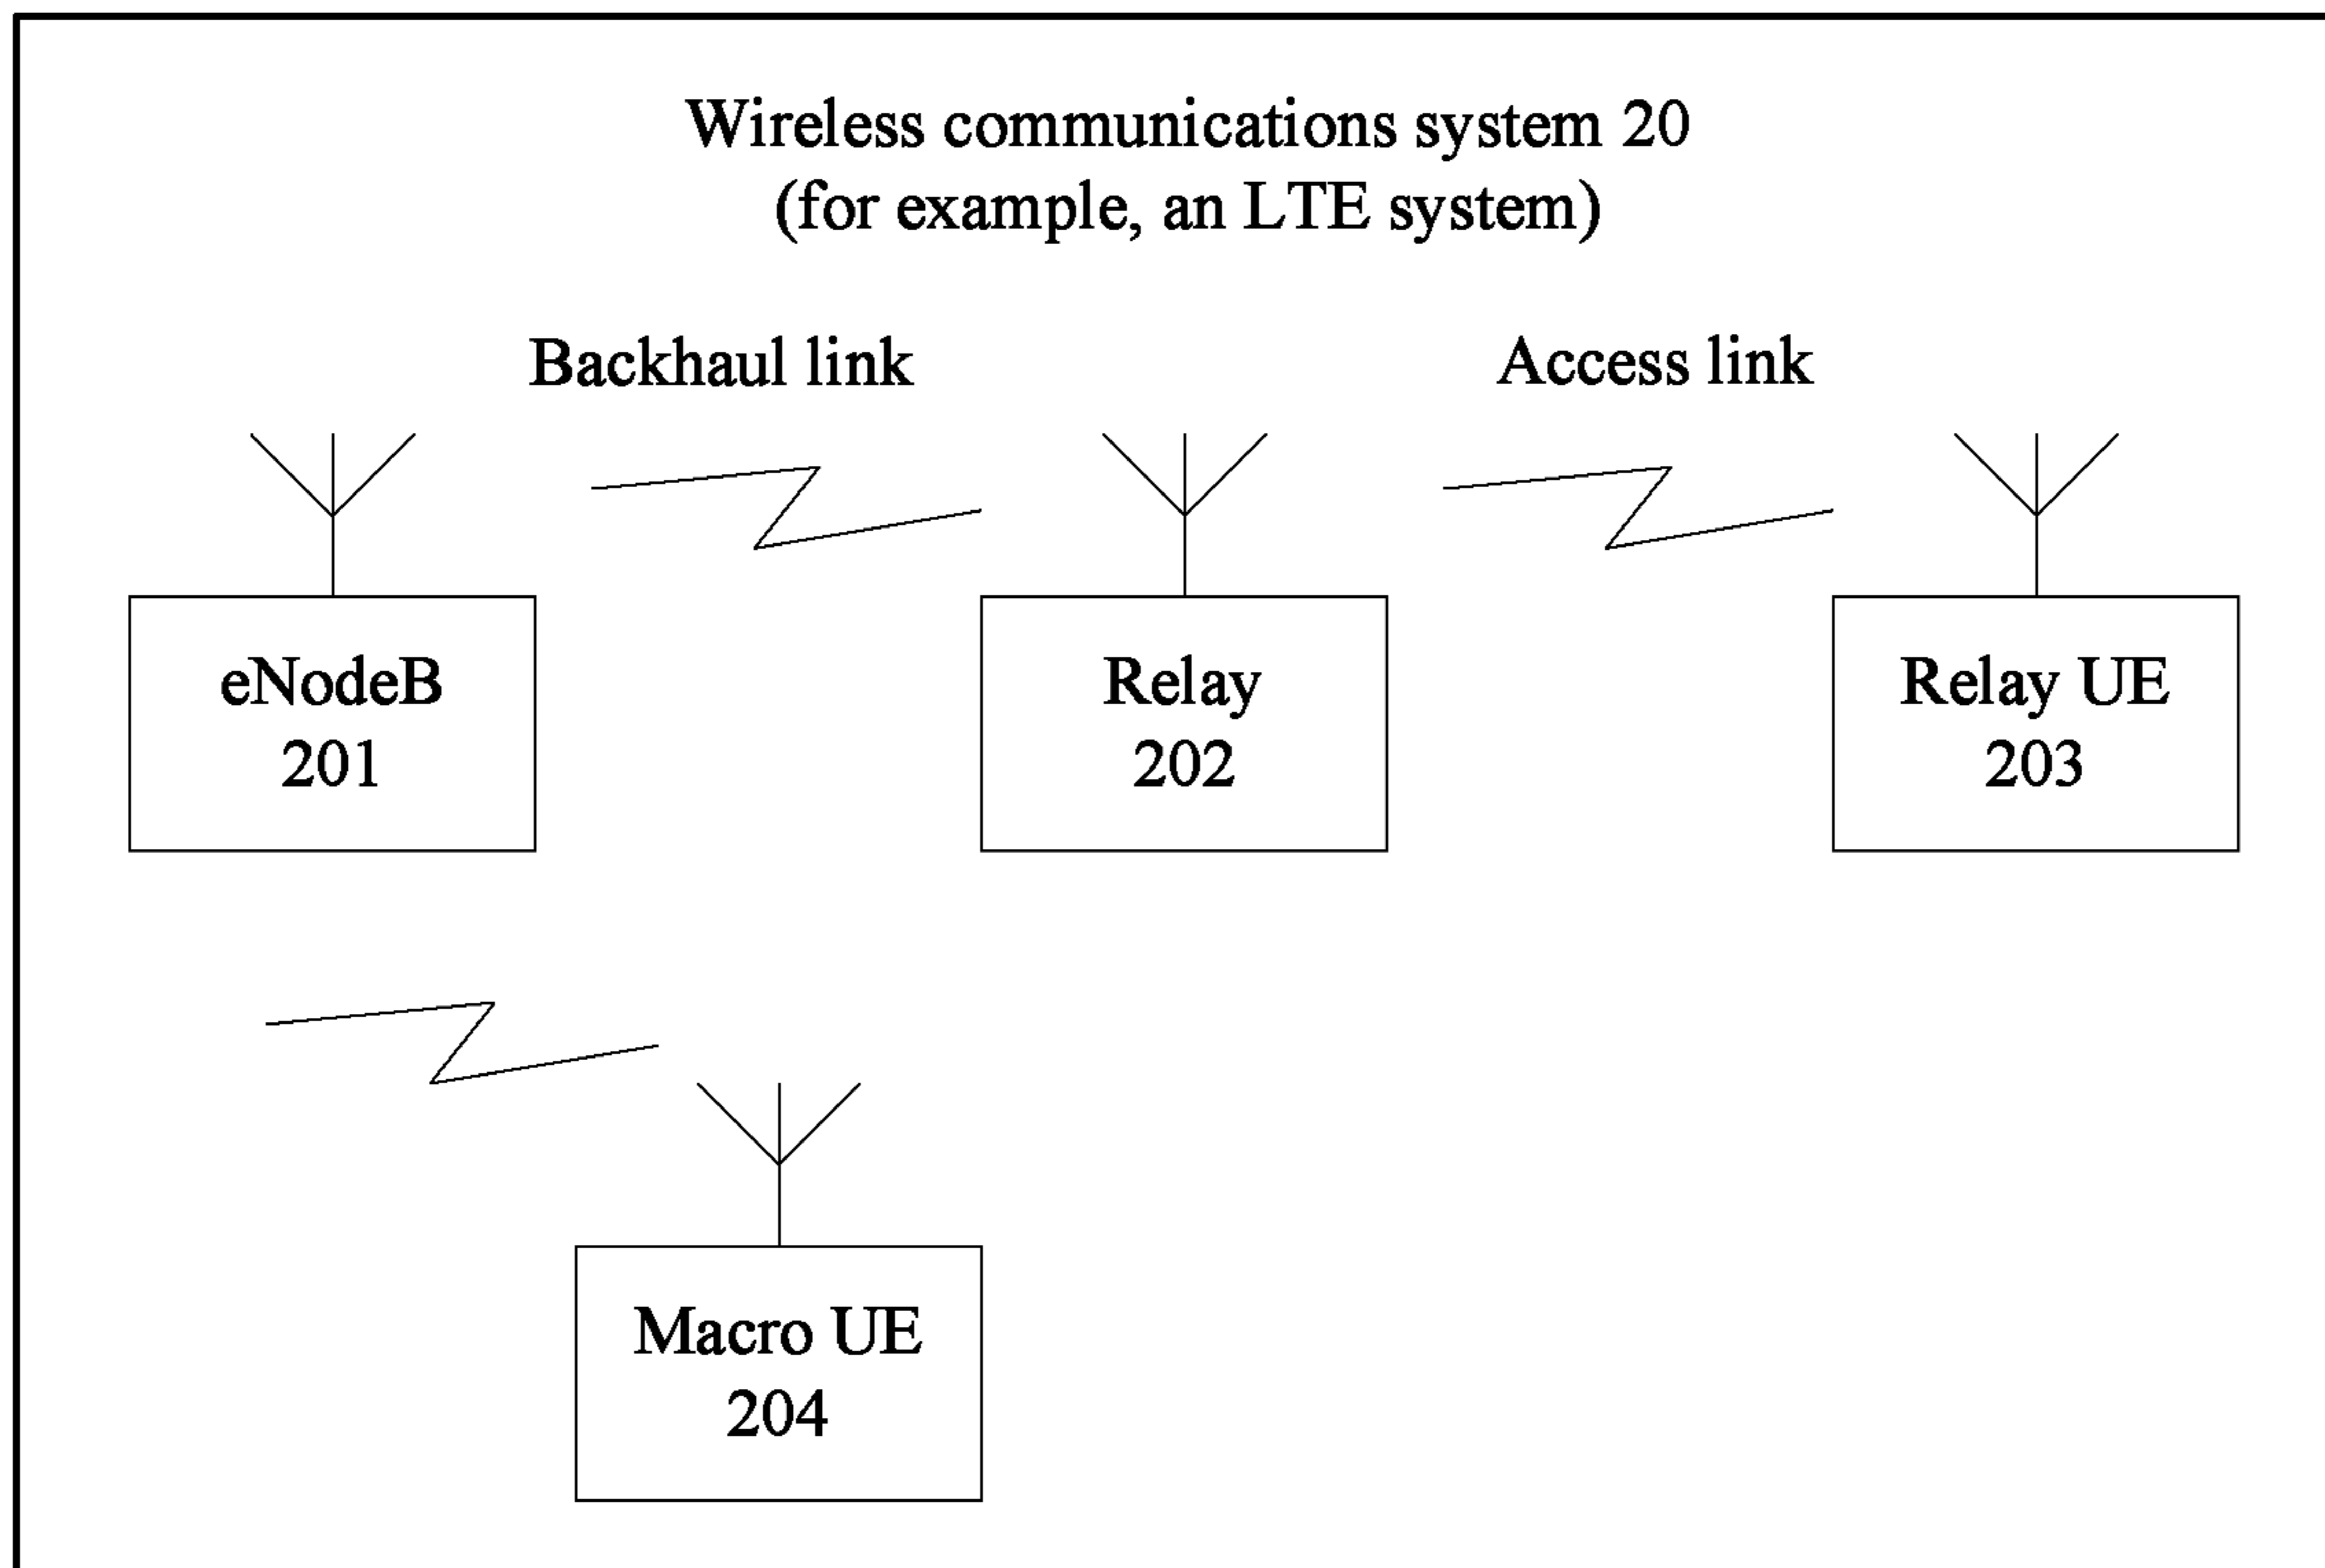 Wireless communications system 20
(for example, an LTE system)
Backhaul link
Access link
eNodeB
201
Relay
202
Relay UE
203
Macro UE
204